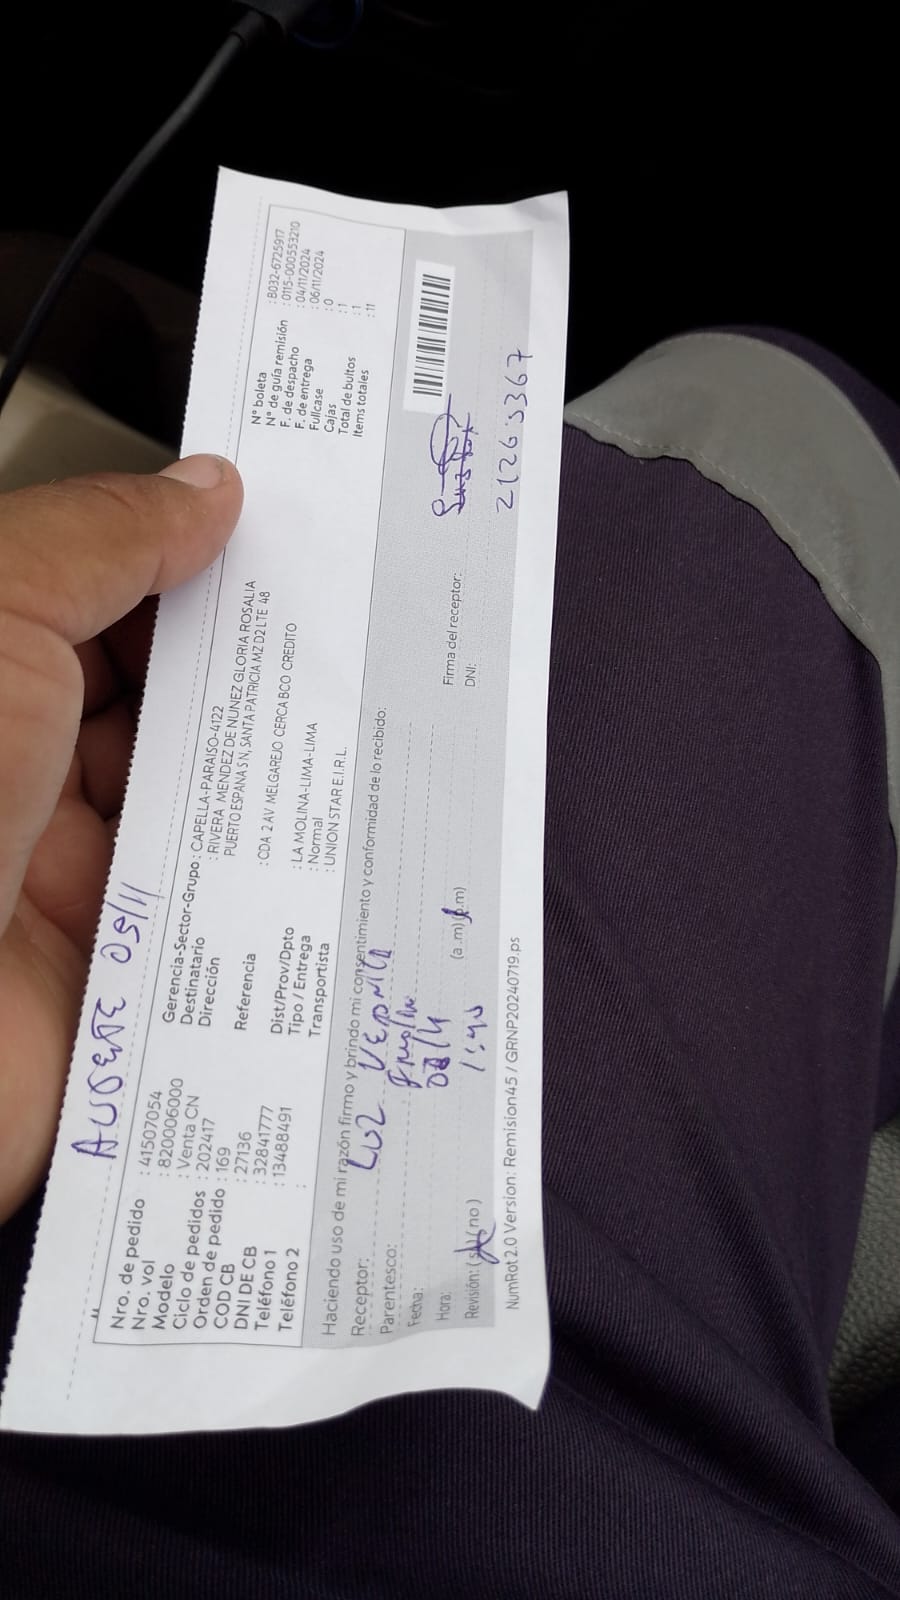 AUSENTE 05/11
Nro. de pedido : 41507054
Nro. vol : 820006000
Modelo : Venta CN
Ciclo de pedidos : 202417
Orden de pedido : 169
COD CB : 27136
DNI DE CB : 32841777
Teléfono 1 : 13488491
Teléfono 2 :
Gerencia-Sector-Grupo : CAPELLA-PARAISO-4122
Destinatario : RIVERA MENDEZ DE NUNEZ GLORIA ROSALIA
Dirección PUERTO ESPANA S N, SANTA PATRICIA MZ D2 LTE 48
Referencia : CDA 2 AV MELGAREJO CERCA BCO CREDITO
Dist/Prov/Dpto : LA MOLINA-LIMA-LIMA
Tipo / Entrega : Normal
Transportista : UNION STAR E.I.R.L.
N° boleta : B032-6725917
N° de guía remisión : 0115-000553210
F. de despacho : 04/11/2024
F. de entrega : 06/11/2024
Fullcase : 0
Cajas : 1
Total de bultos : 1
Items totales : 11
Haciendo uso de mi razón firmo y brindo mi consentimiento y conformidad de lo recibido:
Receptor: LUZ
Parentesco:
Fecha:
Hora: (a.m)(p.m)
Revisión: (si)(no)
Firma del receptor:
DNI: 21265367
NumRot 2.0 Version: Remision45 / GRNP20240719.ps